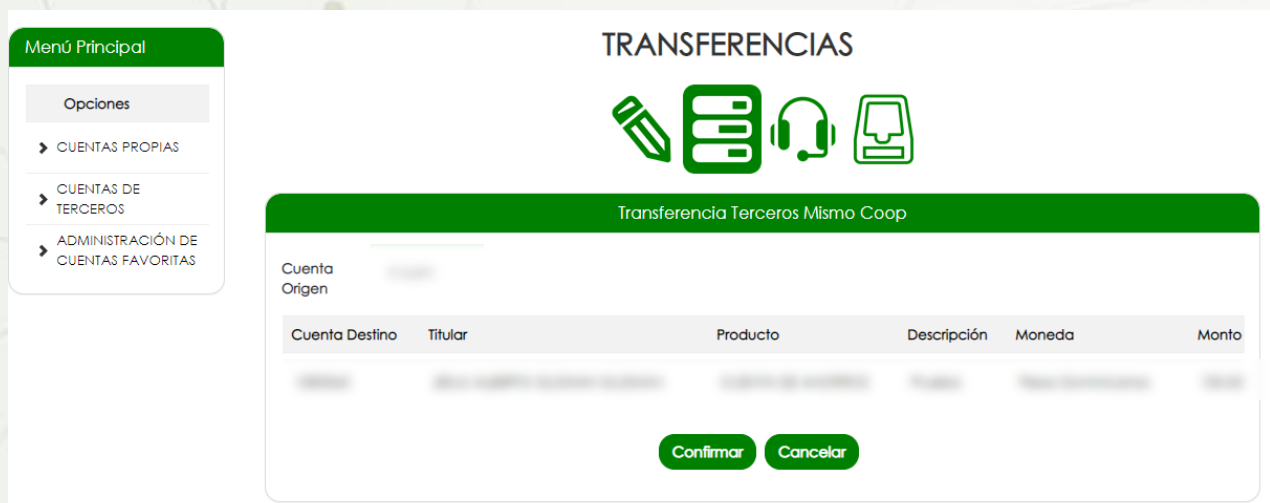 Menú Principal
Opciones
CUENTAS PROPIAS
CUENTAS DE
TERCEROS
ADMINISTRACIÓN DE
CUENTAS FAVORITAS
TRANSFERENCIAS
Transferencia Terceros Mismo Coop
Cuenta
Origen
Cuenta Destino Titular Producto Descripción Moneda Monto
Confirmar Cancelar